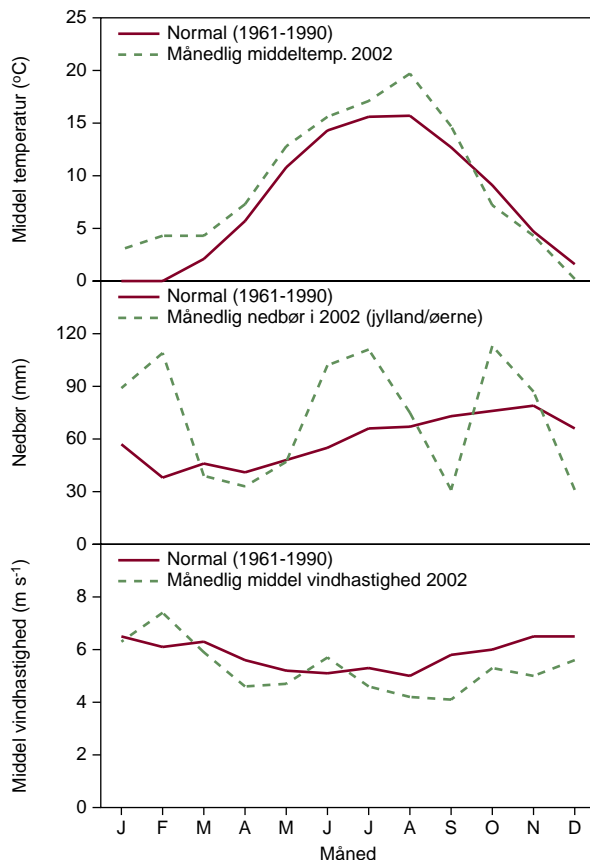 25
20
15
10
5
0
Middel temperatur (ºC)
Normal (1961-1990)
Månedlig middeltemp. 2002
120
90
60
30
0
Nedbør (mm)
Normal (1961-1990)
Månedlig nedbør i 2002 (jylland/øerne)
8
6
4
2
0
Middel vindhastighed (m s-1)
Normal (1961-1990)
Månedlig middel vindhastighed 2002
J F M A M J J A S O N D
Måned